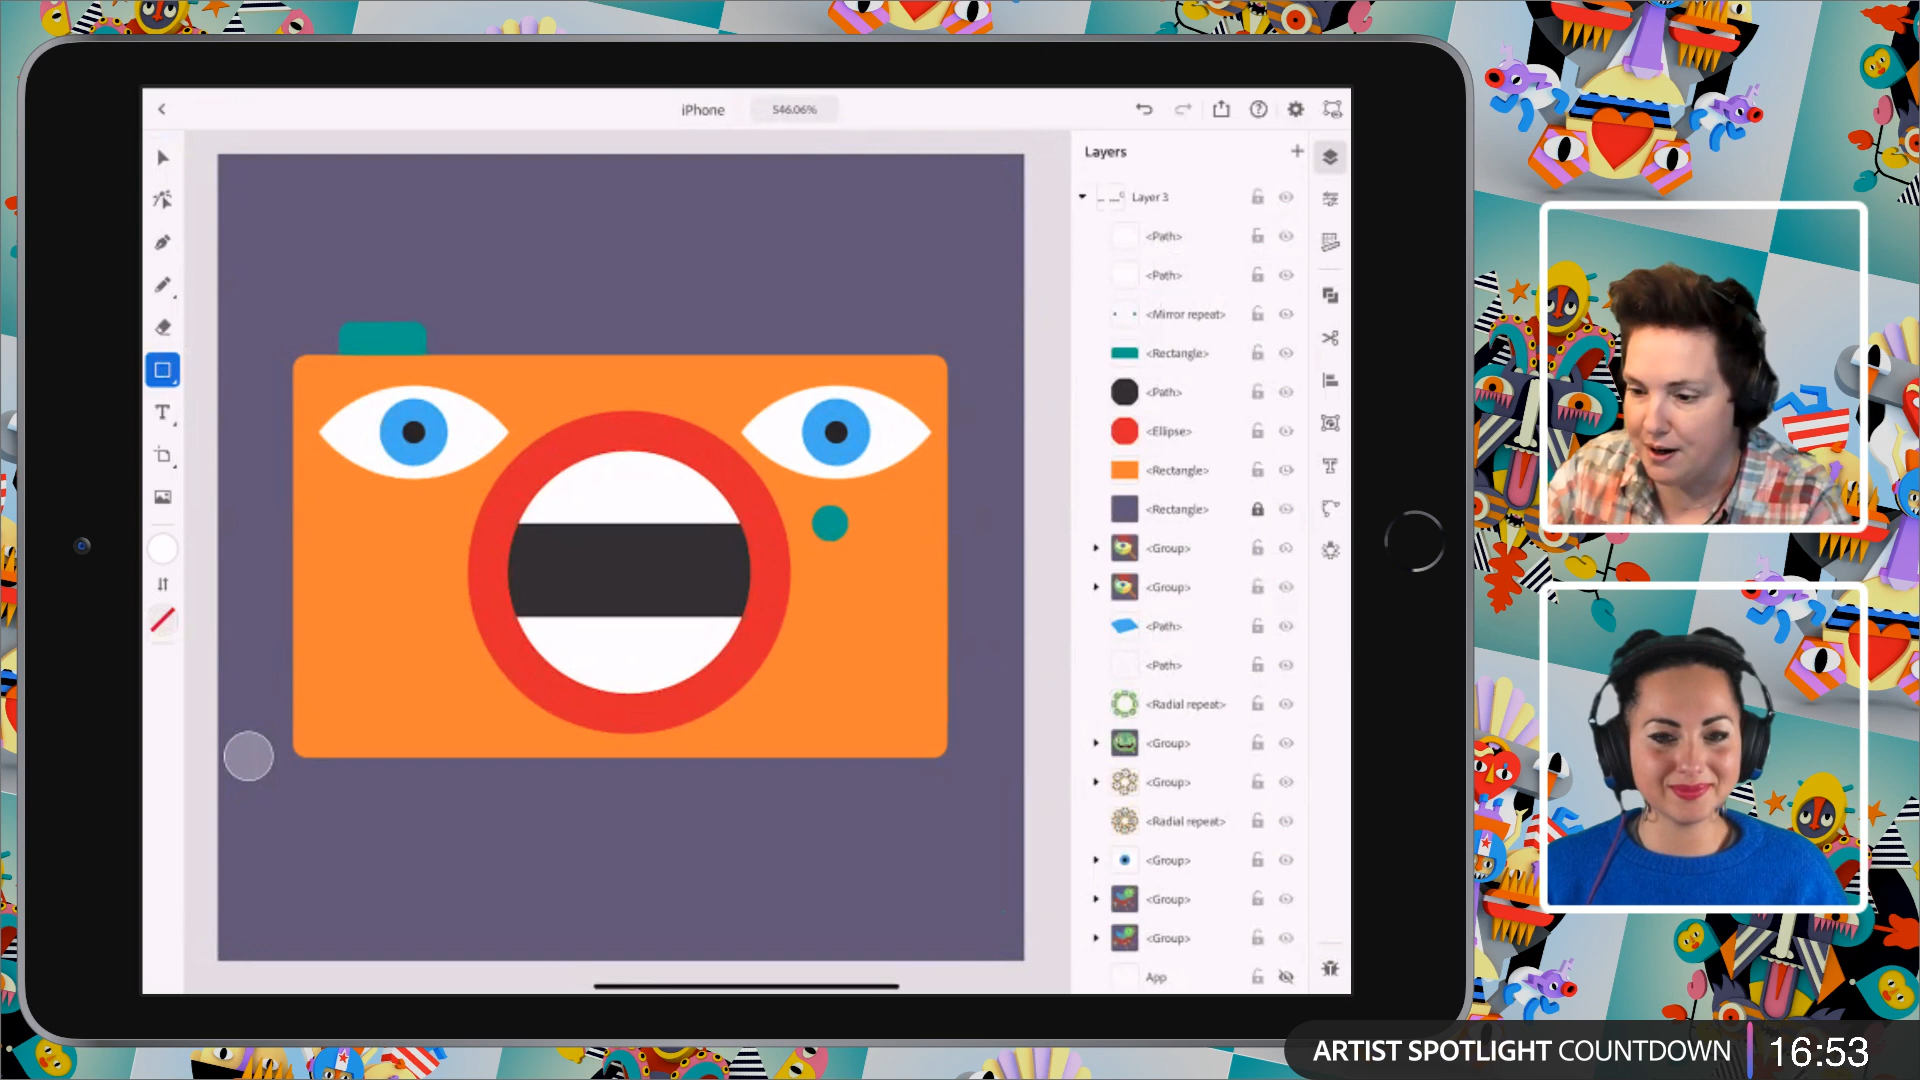 iPhone
546.06%
Layers
Layer 3
<Path>
<Path>
<Mirror repeat>
<Rectangle>
<Path>
<Ellipse>
<Rectangle>
<Rectangle>
<Group>
<Group>
<Path>
<Path>
<Radial repeat>
<Group>
<Group>
<Radial repeat>
<Group>
<Group>
<Group>
App
ARTIST SPOTLIGHT COUNTDOWN 16:53